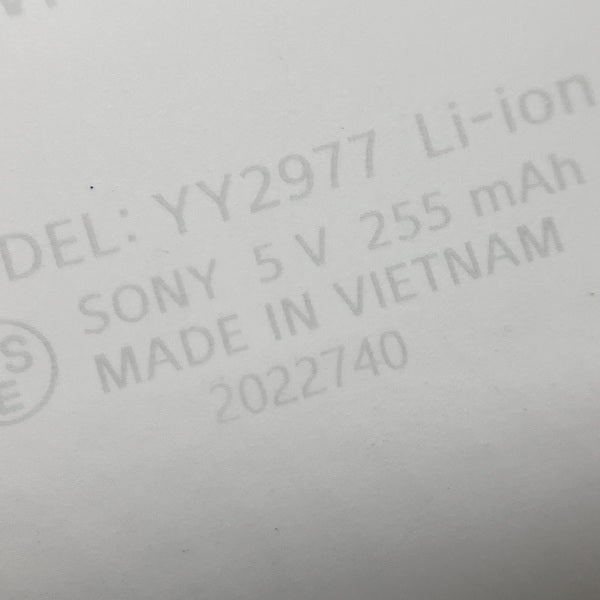 DEL: YY2977 Li-ion
SONY 5 V 255 mAh
MADE IN VIETNAM
S
E
2022740